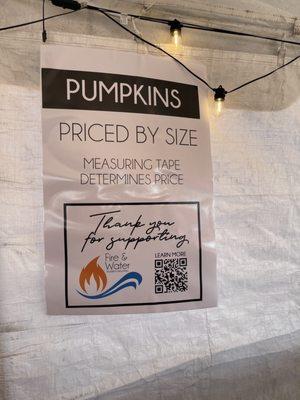 PUMPKINS
PRICED BY SIZE
MEASURING TAPE
DETERMINES PRICE
Thank you
for supporting
Fire &
Water
LEARN MORE